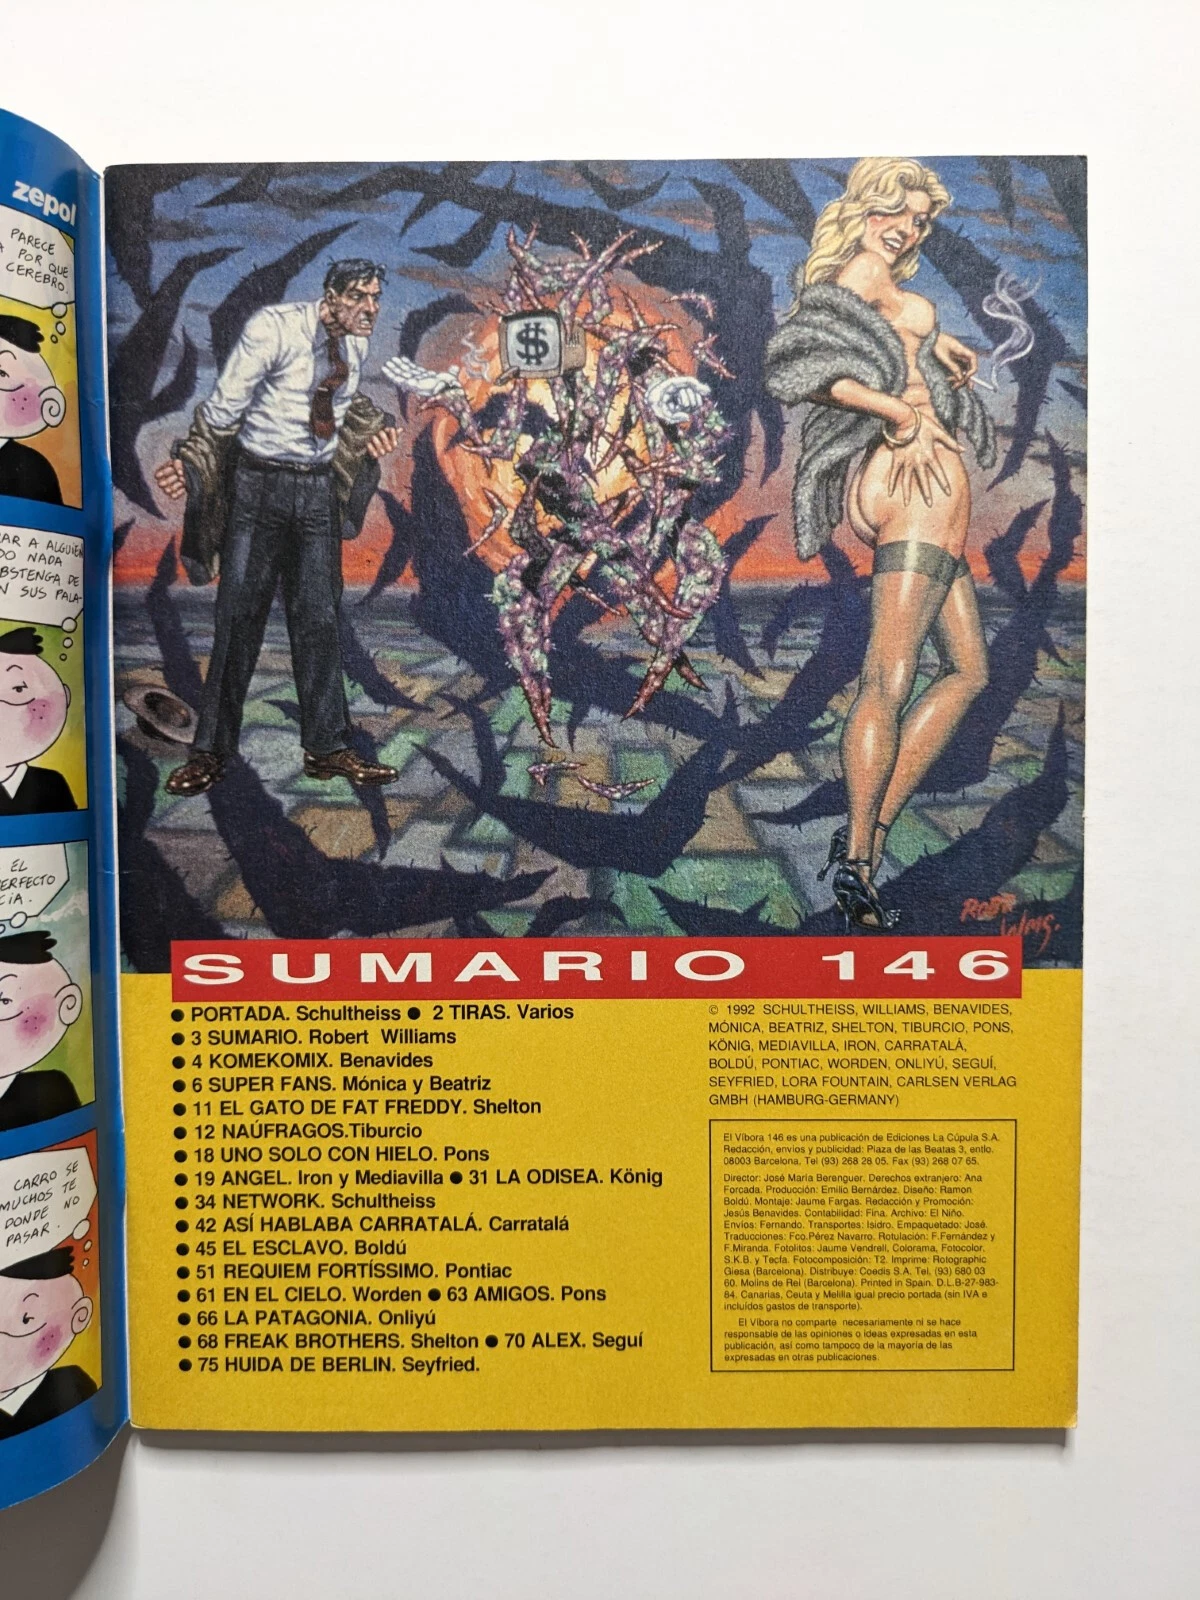 zepol
PARECE
POR QUE
CEREBRO.
AR A ALGUIEN
DO NADA
BSTENGA DE
N SUS PALA-
EL
ERFECTO
CIA.
CARRO SE
MUCHOS TE
DONDE NO
PASAR.
ROBT
WMS.
SUMARIO 146
● PORTADA. Schultheiss ● 2 TIRAS. Varios
● 3 SUMARIO. Robert Williams
● 4 KOMEKOMIX. Benavides
● 6 SUPER FANS. Mónica y Beatriz
● 11 EL GATO DE FAT FREDDY. Shelton
● 12 NAÚFRAGOS.Tiburcio
● 18 UNO SOLO CON HIELO. Pons
● 19 ANGEL. Iron y Mediavilla ● 31 LA ODISEA. König
● 34 NETWORK. Schultheiss
● 42 ASÍ HABLABA CARRATALÁ. Carratalá
● 45 EL ESCLAVO. Boldú
● 51 REQUIEM FORTÍSSIMO. Pontiac
● 61 EN EL CIELO. Worden ● 63 AMIGOS. Pons
● 66 LA PATAGONIA. Onliyú
● 68 FREAK BROTHERS. Shelton ● 70 ALEX. Seguí
● 75 HUIDA DE BERLIN. Seyfried.
© 1992 SCHULTHEISS, WILLIAMS, BENAVIDES,
MÓNICA, BEATRIZ, SHELTON, TIBURCIO, PONS,
KÖNIG, MEDIAVILLA, IRON, CARRATALÁ,
BOLDÚ, PONTIAC, WORDEN, ONLIYÚ, SEGUÍ,
SEYFRIED, LORA FOUNTAIN, CARLSEN VERLAG
GMBH (HAMBURG-GERMANY)
El Víbora 146 es una publicación de Ediciones La Cúpula S.A.
Redacción, envios y publicidad: Plaza de las Beatas 3, entlo.
08003 Barcelona. Tel (93) 268 28 05. Fax (93) 268 07 65.
Director: José María Berenguer. Derechos extranjero: Ana
Forcada. Producción: Emilio Bernárdez. Diseño: Ramon
Boldú. Montaje: Jaume Fargas. Redacción y Promoción:
Jesús Benavides. Contabilidad: Fina. Archivo: El Niño.
Envíos: Fernando. Transportes: Isidro. Empaquetado: José.
Traducciones: Fco.Pérez Navarro. Rotulación: F.Fernández y
F.Miranda. Fotolitos: Jaume Vendrell, Colorama, Fotocolor.
S.K.B. y Tecfa. Fotocomposición: T2. Imprime: Rotographic
Giesa (Barcelona). Distribuye: Coedis S.A. Tel. (93) 680 03
60. Molins de Rei (Barcelona). Printed in Spain. D.L.B-27-983-
84. Canarias, Ceuta y Melilla igual precio portada (sin IVA e
incluidos gastos de transporte).
El Víbora no comparte necesariamente ni se hace
responsable de las opiniones o ideas expresadas en esta
publicación, así como tampoco de la mayoría de las
expresadas en otras publicaciones.